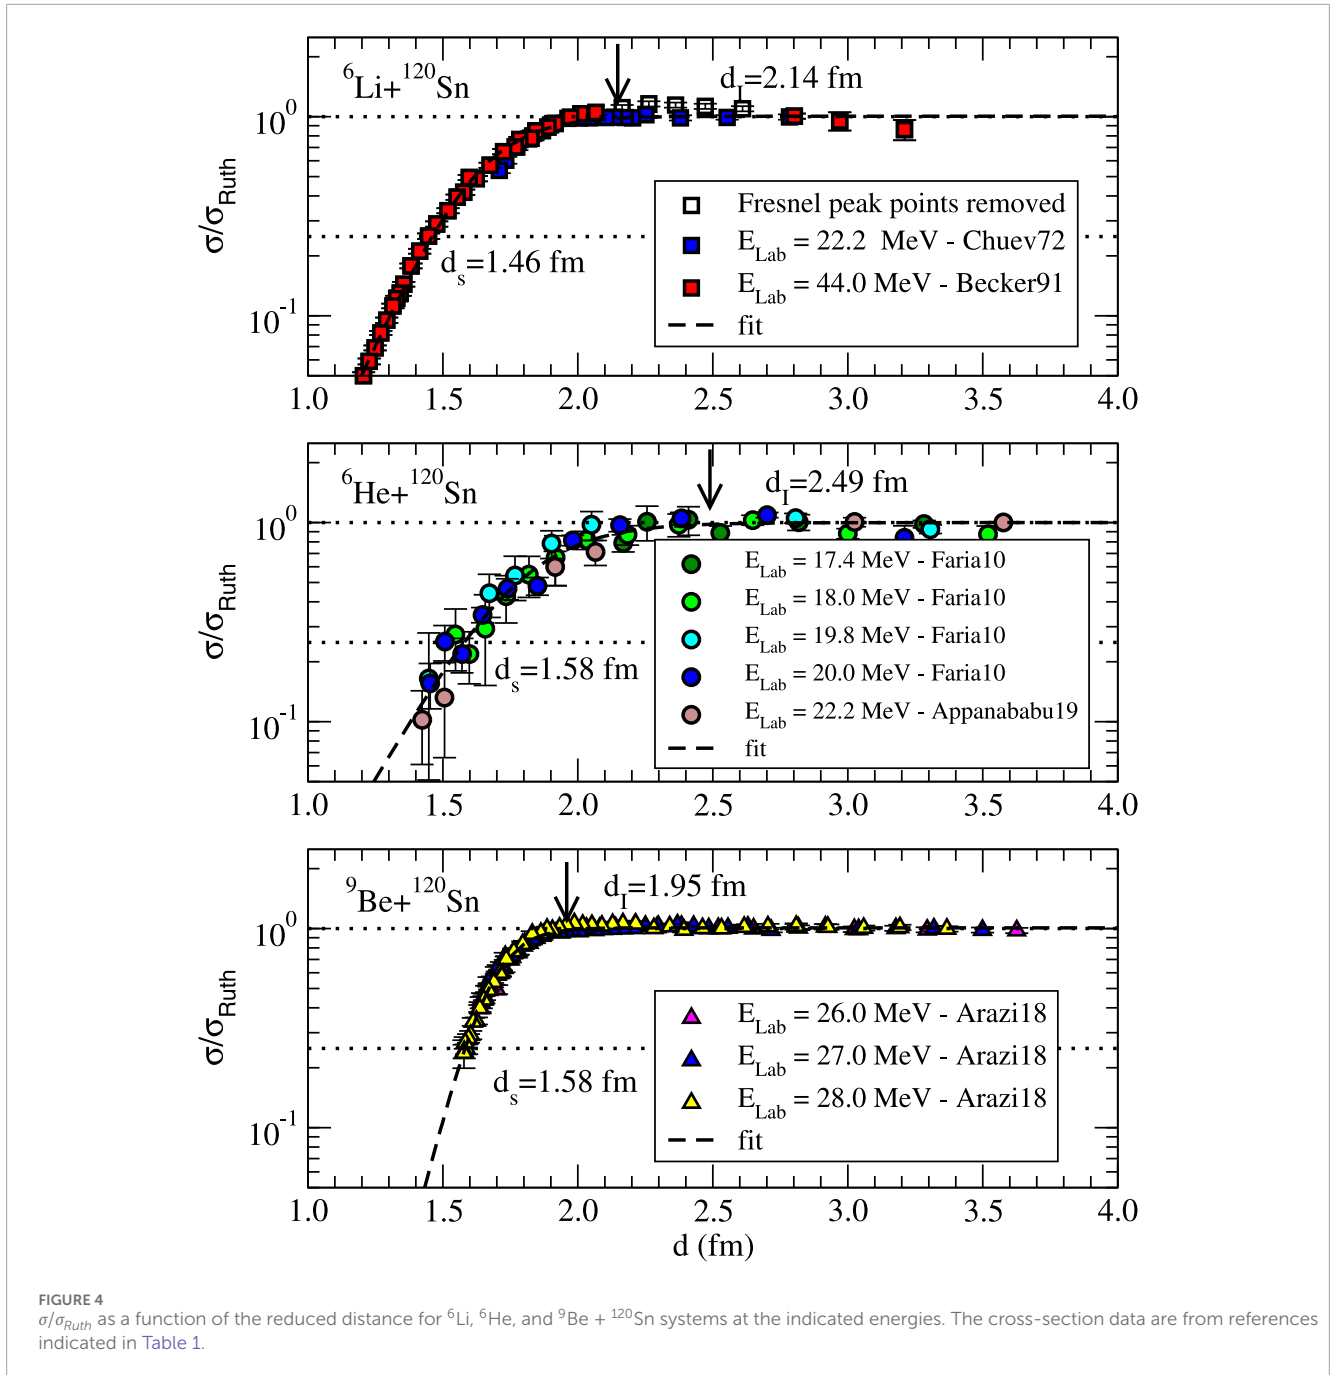 ⁶Li+¹²⁰Sn
d_I=2.14 fm
10⁰
σ/σ_Ruth
d_s=1.46 fm
10⁻¹
Fresnel peak points removed
E_Lab = 22.2 MeV - Chuev72
E_Lab = 44.0 MeV - Becker91
fit
1.0 1.5 2.0 2.5 3.0 3.5 4.0
⁶He+¹²⁰Sn
d_I=2.49 fm
10⁰
σ/σ_Ruth
d_s=1.58 fm
10⁻¹
E_Lab = 17.4 MeV - Faria10
E_Lab = 18.0 MeV - Faria10
E_Lab = 19.8 MeV - Faria10
E_Lab = 20.0 MeV - Faria10
E_Lab = 22.2 MeV - Appanababu19
fit
1.0 1.5 2.0 2.5 3.0 3.5 4.0
⁹Be+¹²⁰Sn
d_I=1.95 fm
10⁰
σ/σ_Ruth
d_s=1.58 fm
10⁻¹
E_Lab = 26.0 MeV - Arazi18
E_Lab = 27.0 MeV - Arazi18
E_Lab = 28.0 MeV - Arazi18
fit
1.0 1.5 2.0 2.5 3.0 3.5 4.0
d (fm)
FIGURE 4
σ/σ_Ruth as a function of the reduced distance for ⁶Li, ⁶He, and ⁹Be + ¹²⁰Sn systems at the indicated energies. The cross-section data are from references
indicated in Table 1.